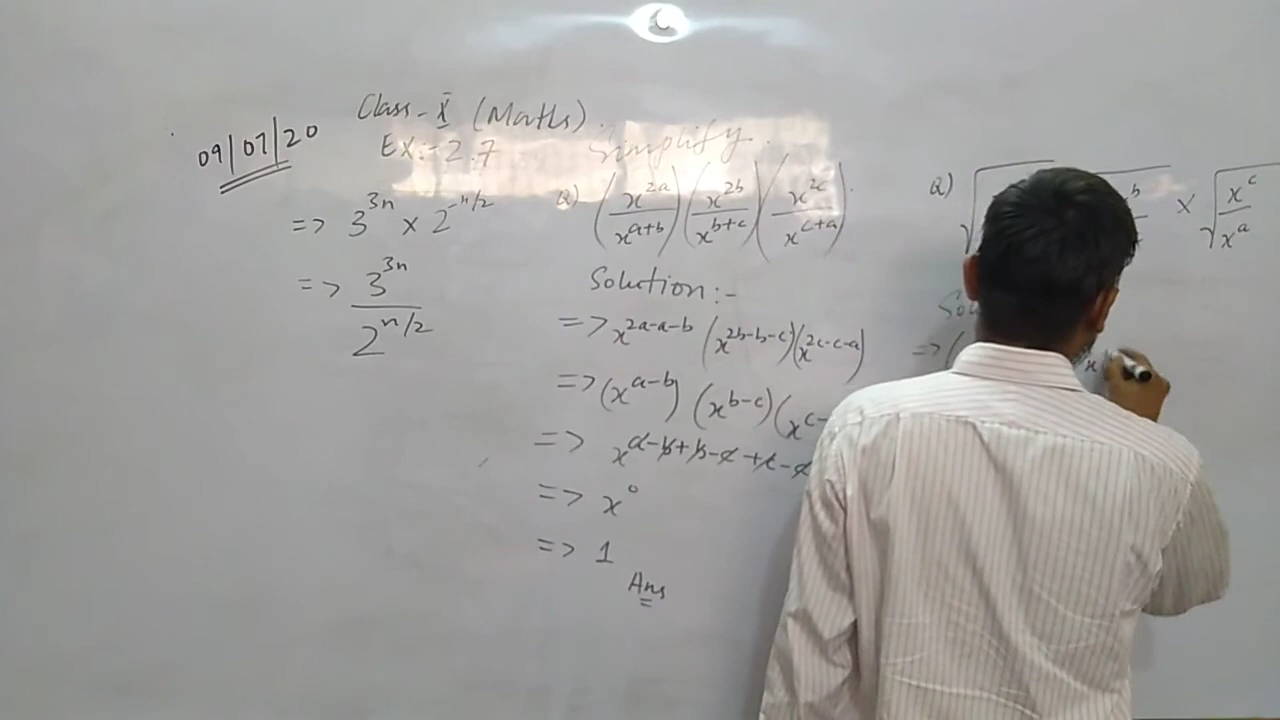 09/07/20
Class - X (Maths)
Ex:- 2.7
=> 3^{3n} × 2^{-n/2}
=> 3^{3n} / 2^{n/2}
Simplify.
Q) (x^{2a} / x^{a+b}) (x^{2b} / x^{b+c}) (x^{2c} / x^{c+a}).
Solution :-
=> x^{2a-a-b} (x^{2b-b-c}) (x^{2c-c-a})
=> (x^{a-b}) (x^{b-c}) (x^{c-
=> x^{a-b+b-c+c-a}
=> x^0
=> 1
Ans
Q) √ b × √(x^c / x^a)
=> ( x